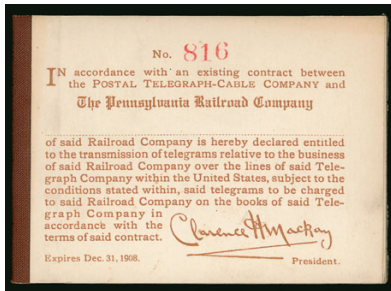 No. 816
IN accordance with an existing contract between
the POSTAL TELEGRAPH-CABLE COMPANY and
The Pennsylvania Railroad Company
of said Railroad Company is hereby declared entitled
to the transmission of telegrams relative to the business
of said Railroad Company over the lines of said Tele-
graph Company within the United States, subject to the
conditions stated within, said telegrams to be charged
to said Railroad Company on the books of said Tele-
graph Company in
accordance with the
terms of said contract.
Clarence H Mackay
Expires Dec. 31, 1908.
President.